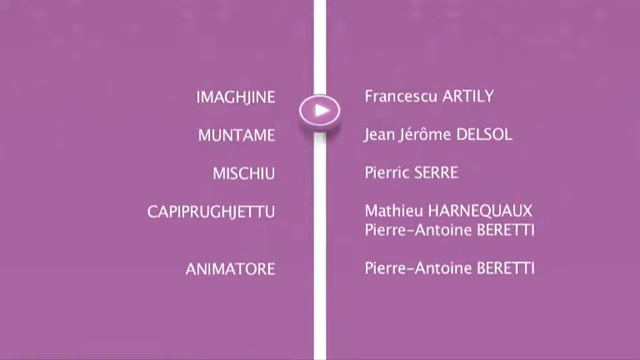 IMAGHJINE Francescu ARTILY
MUNTAME Jean Jérôme DELSOL
MISCHIU Pierric SERRE
CAPIPRUGHJETTU Mathieu HARNEQUAUX
Pierre-Antoine BERETTI
ANIMATORE Pierre-Antoine BERETTI